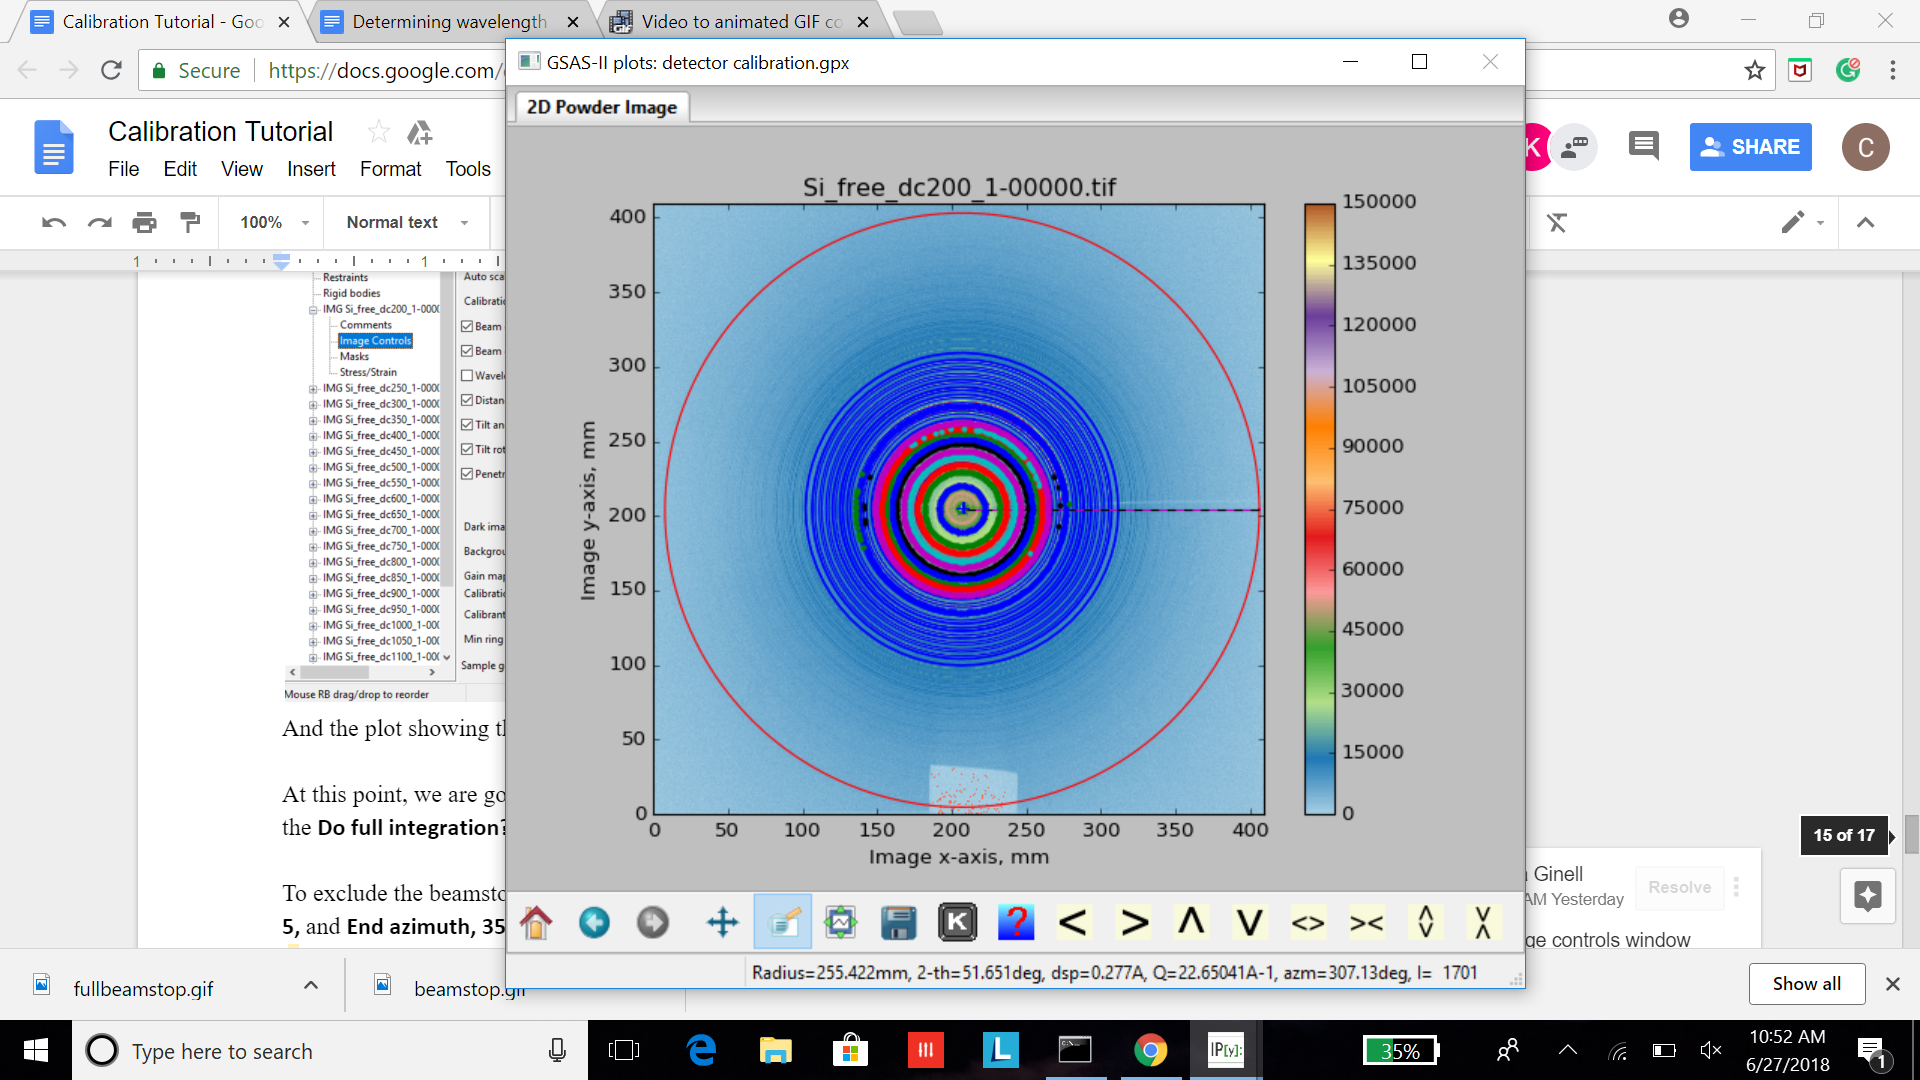 Calibration Tutorial - Goo
Determining wavelength
Video to animated GIF co
Secure
https://docs.google.com/
GSAS-II plots: detector calibration.gpx
2D Powder Image
Calibration Tutorial
File Edit View Insert Format Tools
K
SHARE
C
100%
Normal text
1 1
Restraints
Rigid bodies
IMG Si_free_dc200_1-000
Comments
Image Controls
Masks
Stress/Strain
IMG Si_free_dc250_1-000
IMG Si_free_dc300_1-000
IMG Si_free_dc350_1-000
IMG Si_free_dc400_1-000
IMG Si_free_dc450_1-000
IMG Si_free_dc500_1-000
IMG Si_free_dc550_1-000
IMG Si_free_dc600_1-000
IMG Si_free_dc650_1-000
IMG Si_free_dc700_1-000
IMG Si_free_dc750_1-000
IMG Si_free_dc800_1-000
IMG Si_free_dc850_1-000
IMG Si_free_dc900_1-000
IMG Si_free_dc950_1-000
IMG Si_free_dc1000_1-00
IMG Si_free_dc1050_1-00
IMG Si_free_dc1100_1-00
Mouse RB drag/drop to reorder
Auto sca
Calibratio
Beam
Beam
Wavele
Distan
Tilt an
Tilt rot
Penetr
Dark ima
Backgrou
Gain map
Calibratio
Calibrant
Min ring
Sample g
And the plot showing th
At this point, we are go
the Do full integration?
To exclude the beamsto
5, and End azimuth, 35
Si_free_dc200_1-00000.tif
400
350
300
250
200
150
100
50
0
Image y-axis, mm
0 50 100 150 200 250 300 350 400
Image x-axis, mm
150000
135000
120000
105000
90000
75000
60000
45000
30000
15000
0
K ? < > Λ V <> ><
Radius=255.422mm, 2-th=51.651deg, dsp=0.277A, Q=22.65041A-1, azm=307.13deg, I= 1701
15 of 17
Ginell
AM Yesterday
Resolve
ge controls window
fullbeamstop.gif
beamstop.gif
Show all
Type here to search
L
IP[y]:
35%
10:52 AM
6/27/2018
1